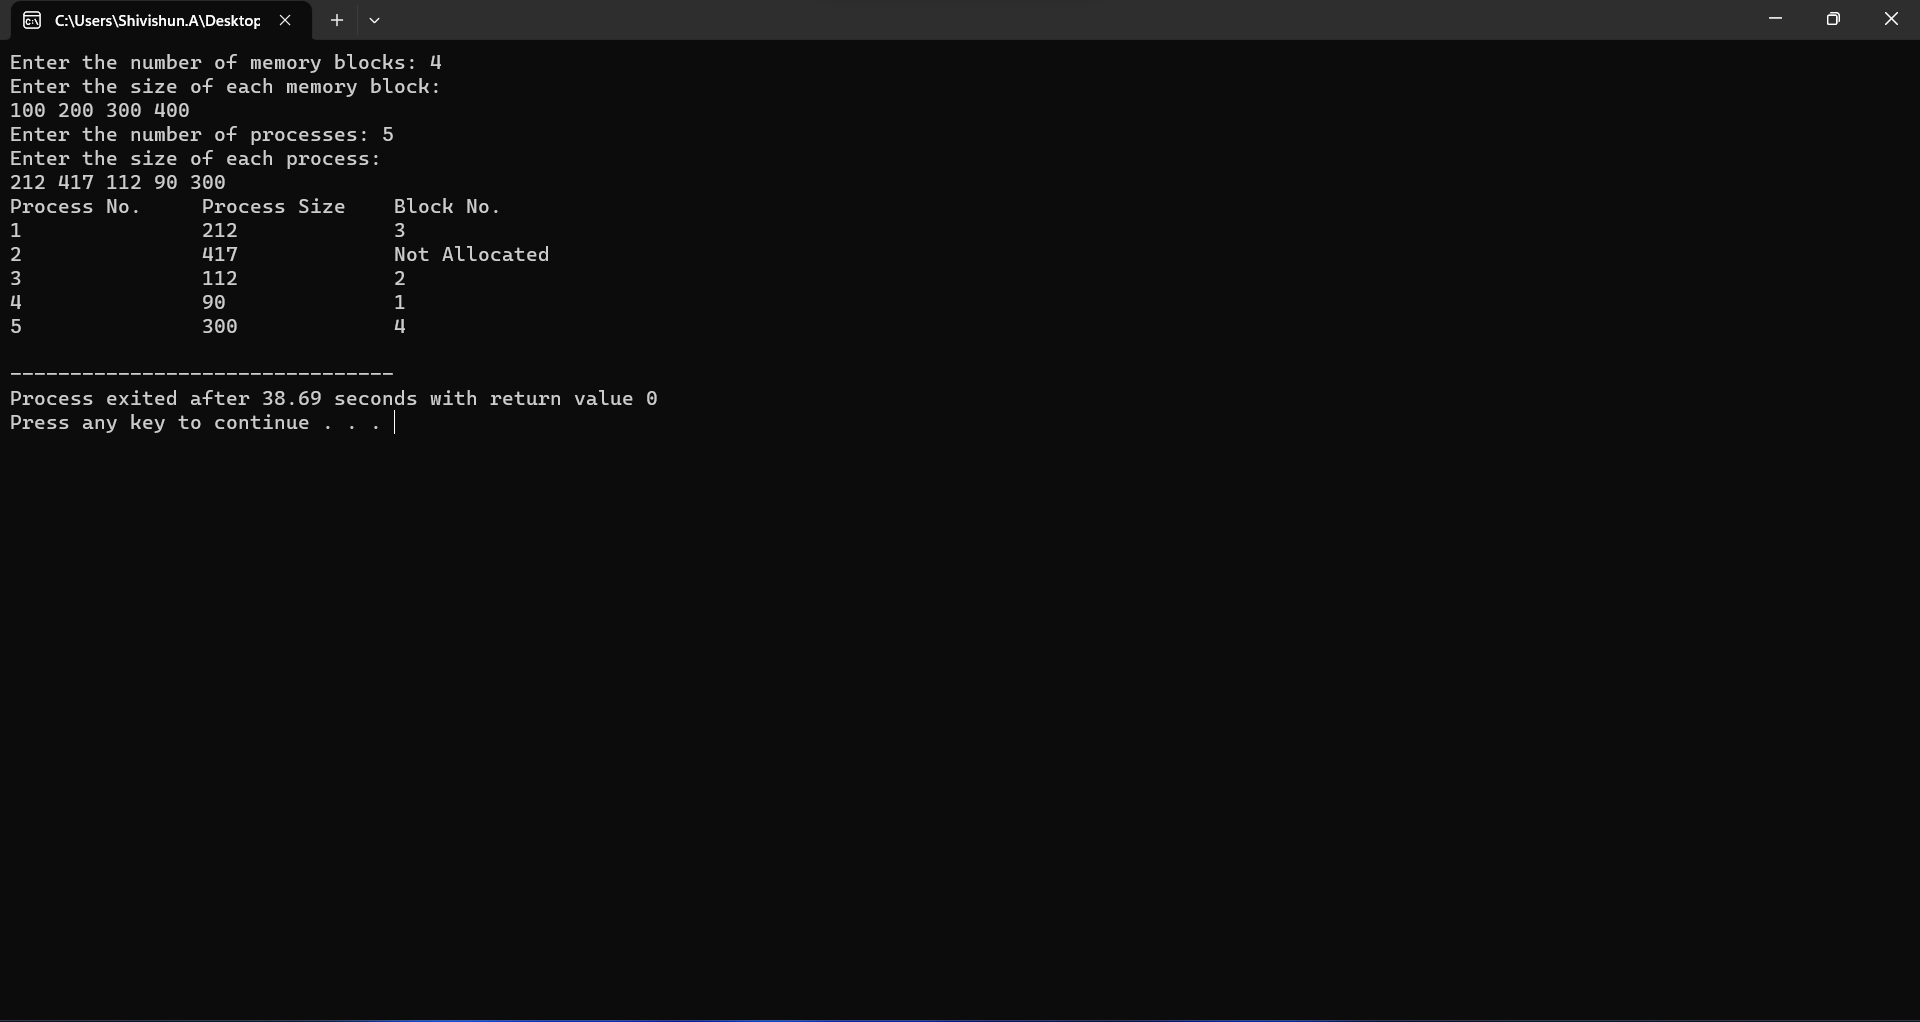 C:\Users\Shivishun.A\Desktop
Enter the number of memory blocks: 4
Enter the size of each memory block:
100 200 300 400
Enter the number of processes: 5
Enter the size of each process:
212 417 112 90 300
Process No.     Process Size    Block No.
1               212             3
2               417             Not Allocated
3               112             2
4               90              1
5               300             4
--------------------------------
Process exited after 38.69 seconds with return value 0
Press any key to continue . . .